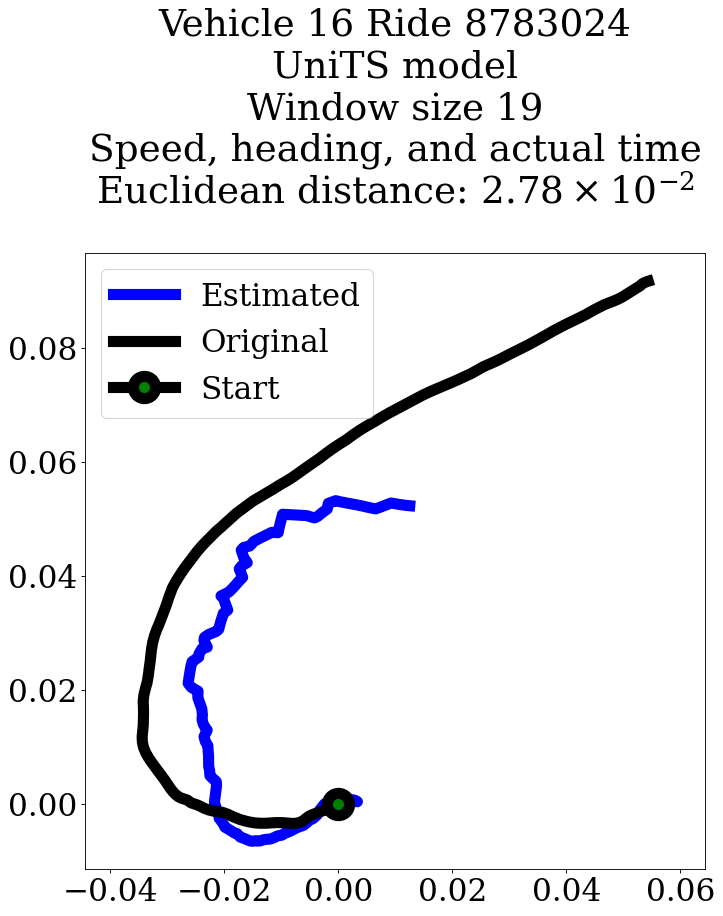 Vehicle 16 Ride 8783024
UniTS model
Window size 19
Speed, heading, and actual time
Euclidean distance: 2.78 × 10⁻²
Estimated
Original
Start
0.08
0.06
0.04
0.02
0.00
−0.04 −0.02 0.00 0.02 0.04 0.06